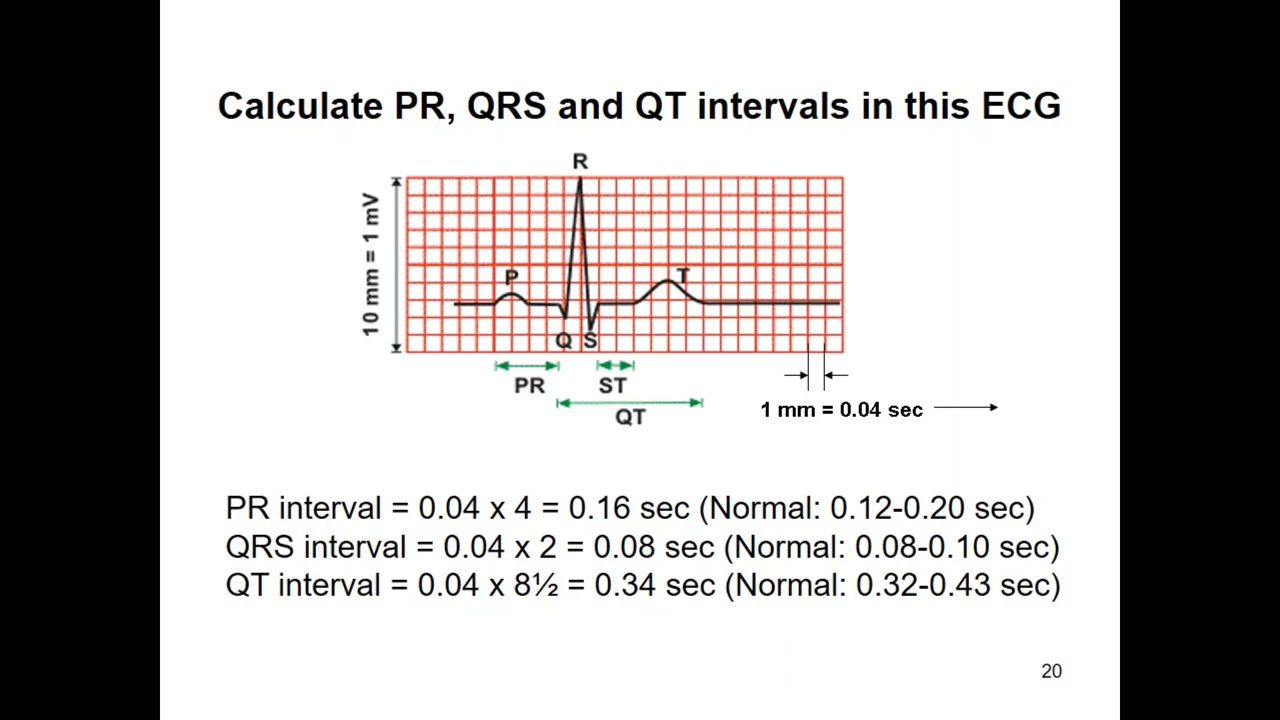 Calculate PR, QRS and QT intervals in this ECG
R
10 mm = 1 mV
P
T
Q
S
PR
ST
QT
1 mm = 0.04 sec
PR interval = 0.04 x 4 = 0.16 sec (Normal: 0.12-0.20 sec)
QRS interval = 0.04 x 2 = 0.08 sec (Normal: 0.08-0.10 sec)
QT interval = 0.04 x 8½ = 0.34 sec (Normal: 0.32-0.43 sec)
20